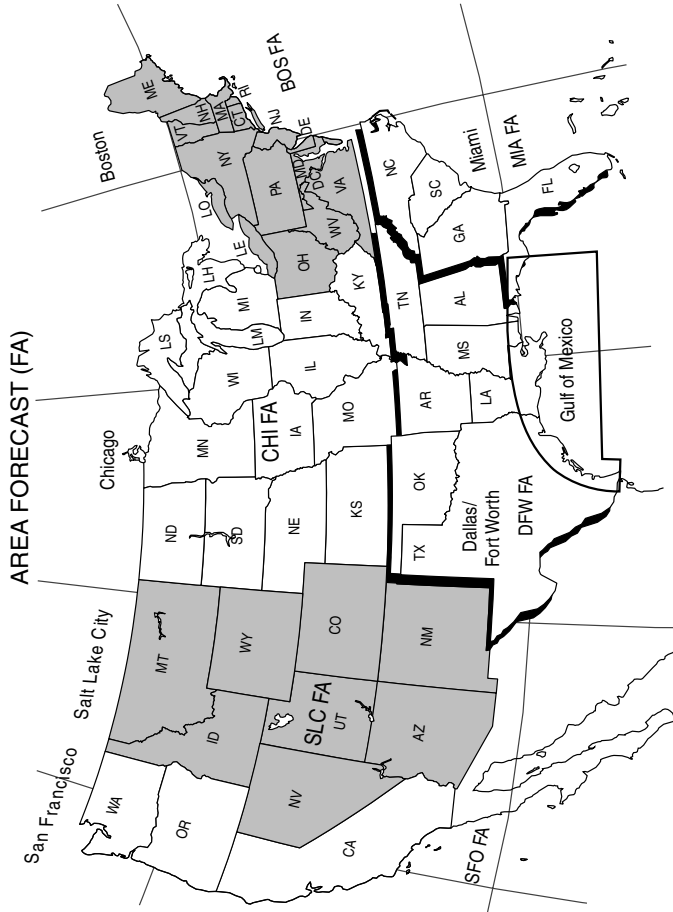 AREA FORECAST (FA)
San Francisco
Salt Lake City
Chicago
Boston
WA
OR
CA
SFO FA
MT
ID
WY
NV
SLC FA
UT
CO
AZ
NM
ND
SD
NE
KS
MN
CHI FA
IA
MO
WI
IL
LS
LM
MI
IN
LH
LE
LO
KY
OH
WV
VA
PA
NY
VT
NH
ME
MA
CT
RI
NJ
DE
MD
DC
BOS FA
TX
OK
Dallas/
Fort Worth
DFW FA
AR
LA
TN
MS
AL
Gulf of Mexico
NC
SC
GA
FL
Miami
MIA FA